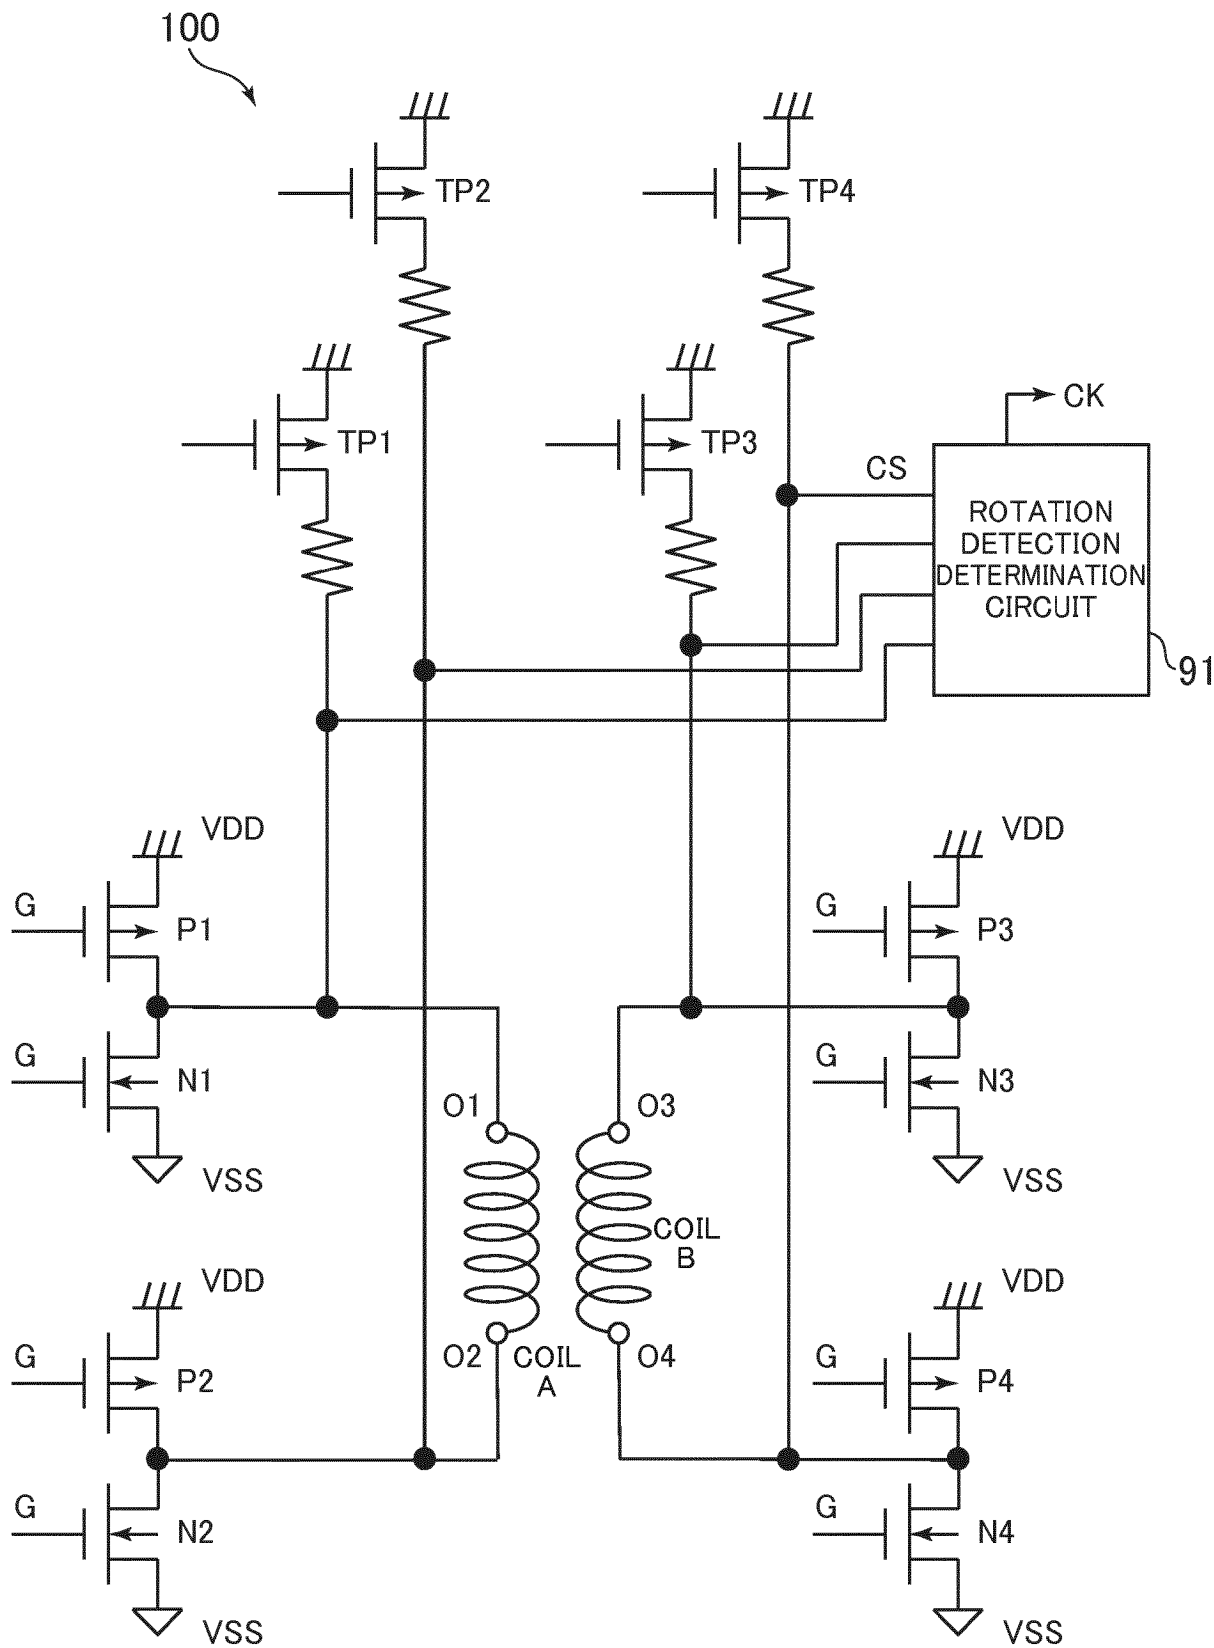 100
TP2
TP4
TP1
TP3
CK
CS
ROTATION
DETECTION
DETERMINATION
CIRCUIT
91
VDD
VDD
G
P1
G
P3
G
N1
G
N3
O1
O3
VSS
VSS
COIL
B
VDD
VDD
O2
COIL
A
O4
G
P2
G
P4
G
N2
G
N4
VSS
VSS